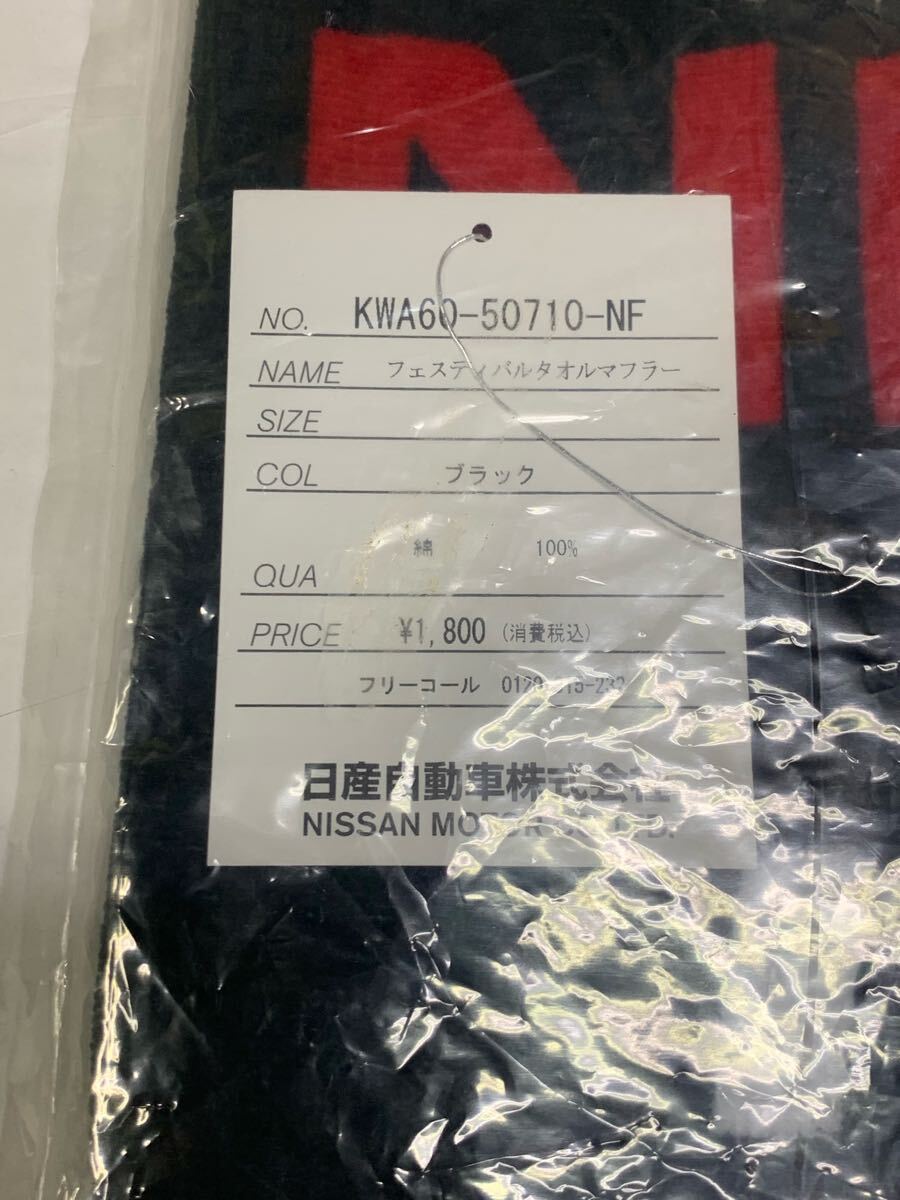 NO. KWA60-50710-NF
NAME フェスティバルタオルマフラー
SIZE
COL ブラック
綿 100%
QUA
PRICE ¥1,800 (消費税込)
フリーコール
日産自動車株式会社
NISSAN MOTOR CO.,LTD.